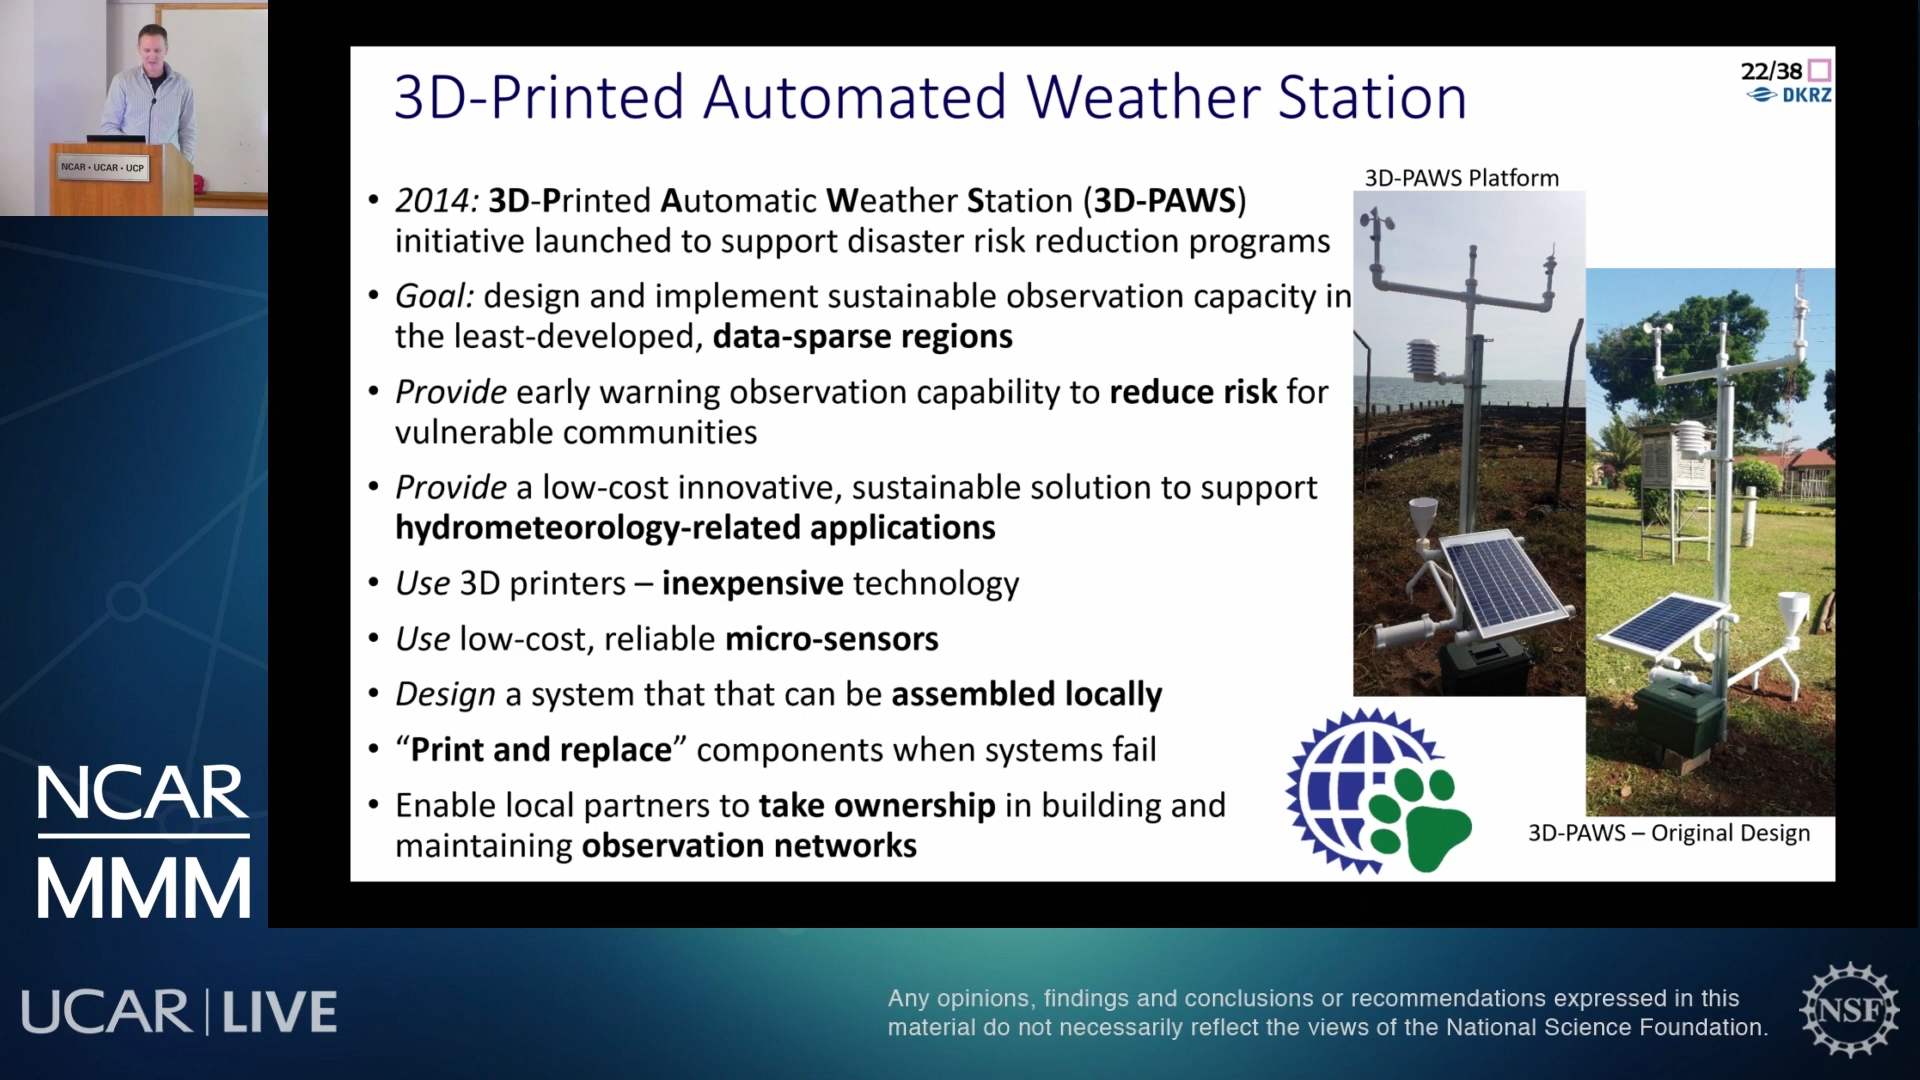 NCAR • UCAR • UCP
3D-Printed Automated Weather Station
22/38
DKRZ
• 2014: 3D-Printed Automatic Weather Station (3D-PAWS)
initiative launched to support disaster risk reduction programs
• Goal: design and implement sustainable observation capacity in
the least-developed, data-sparse regions
• Provide early warning observation capability to reduce risk for
vulnerable communities
• Provide a low-cost innovative, sustainable solution to support
hydrometeorology-related applications
• Use 3D printers – inexpensive technology
• Use low-cost, reliable micro-sensors
• Design a system that that can be assembled locally
• “Print and replace” components when systems fail
• Enable local partners to take ownership in building and
maintaining observation networks
3D-PAWS Platform
3D-PAWS – Original Design
NCAR
MMM
UCAR | LIVE
Any opinions, findings and conclusions or recommendations expressed in this
material do not necessarily reflect the views of the National Science Foundation.
NSF